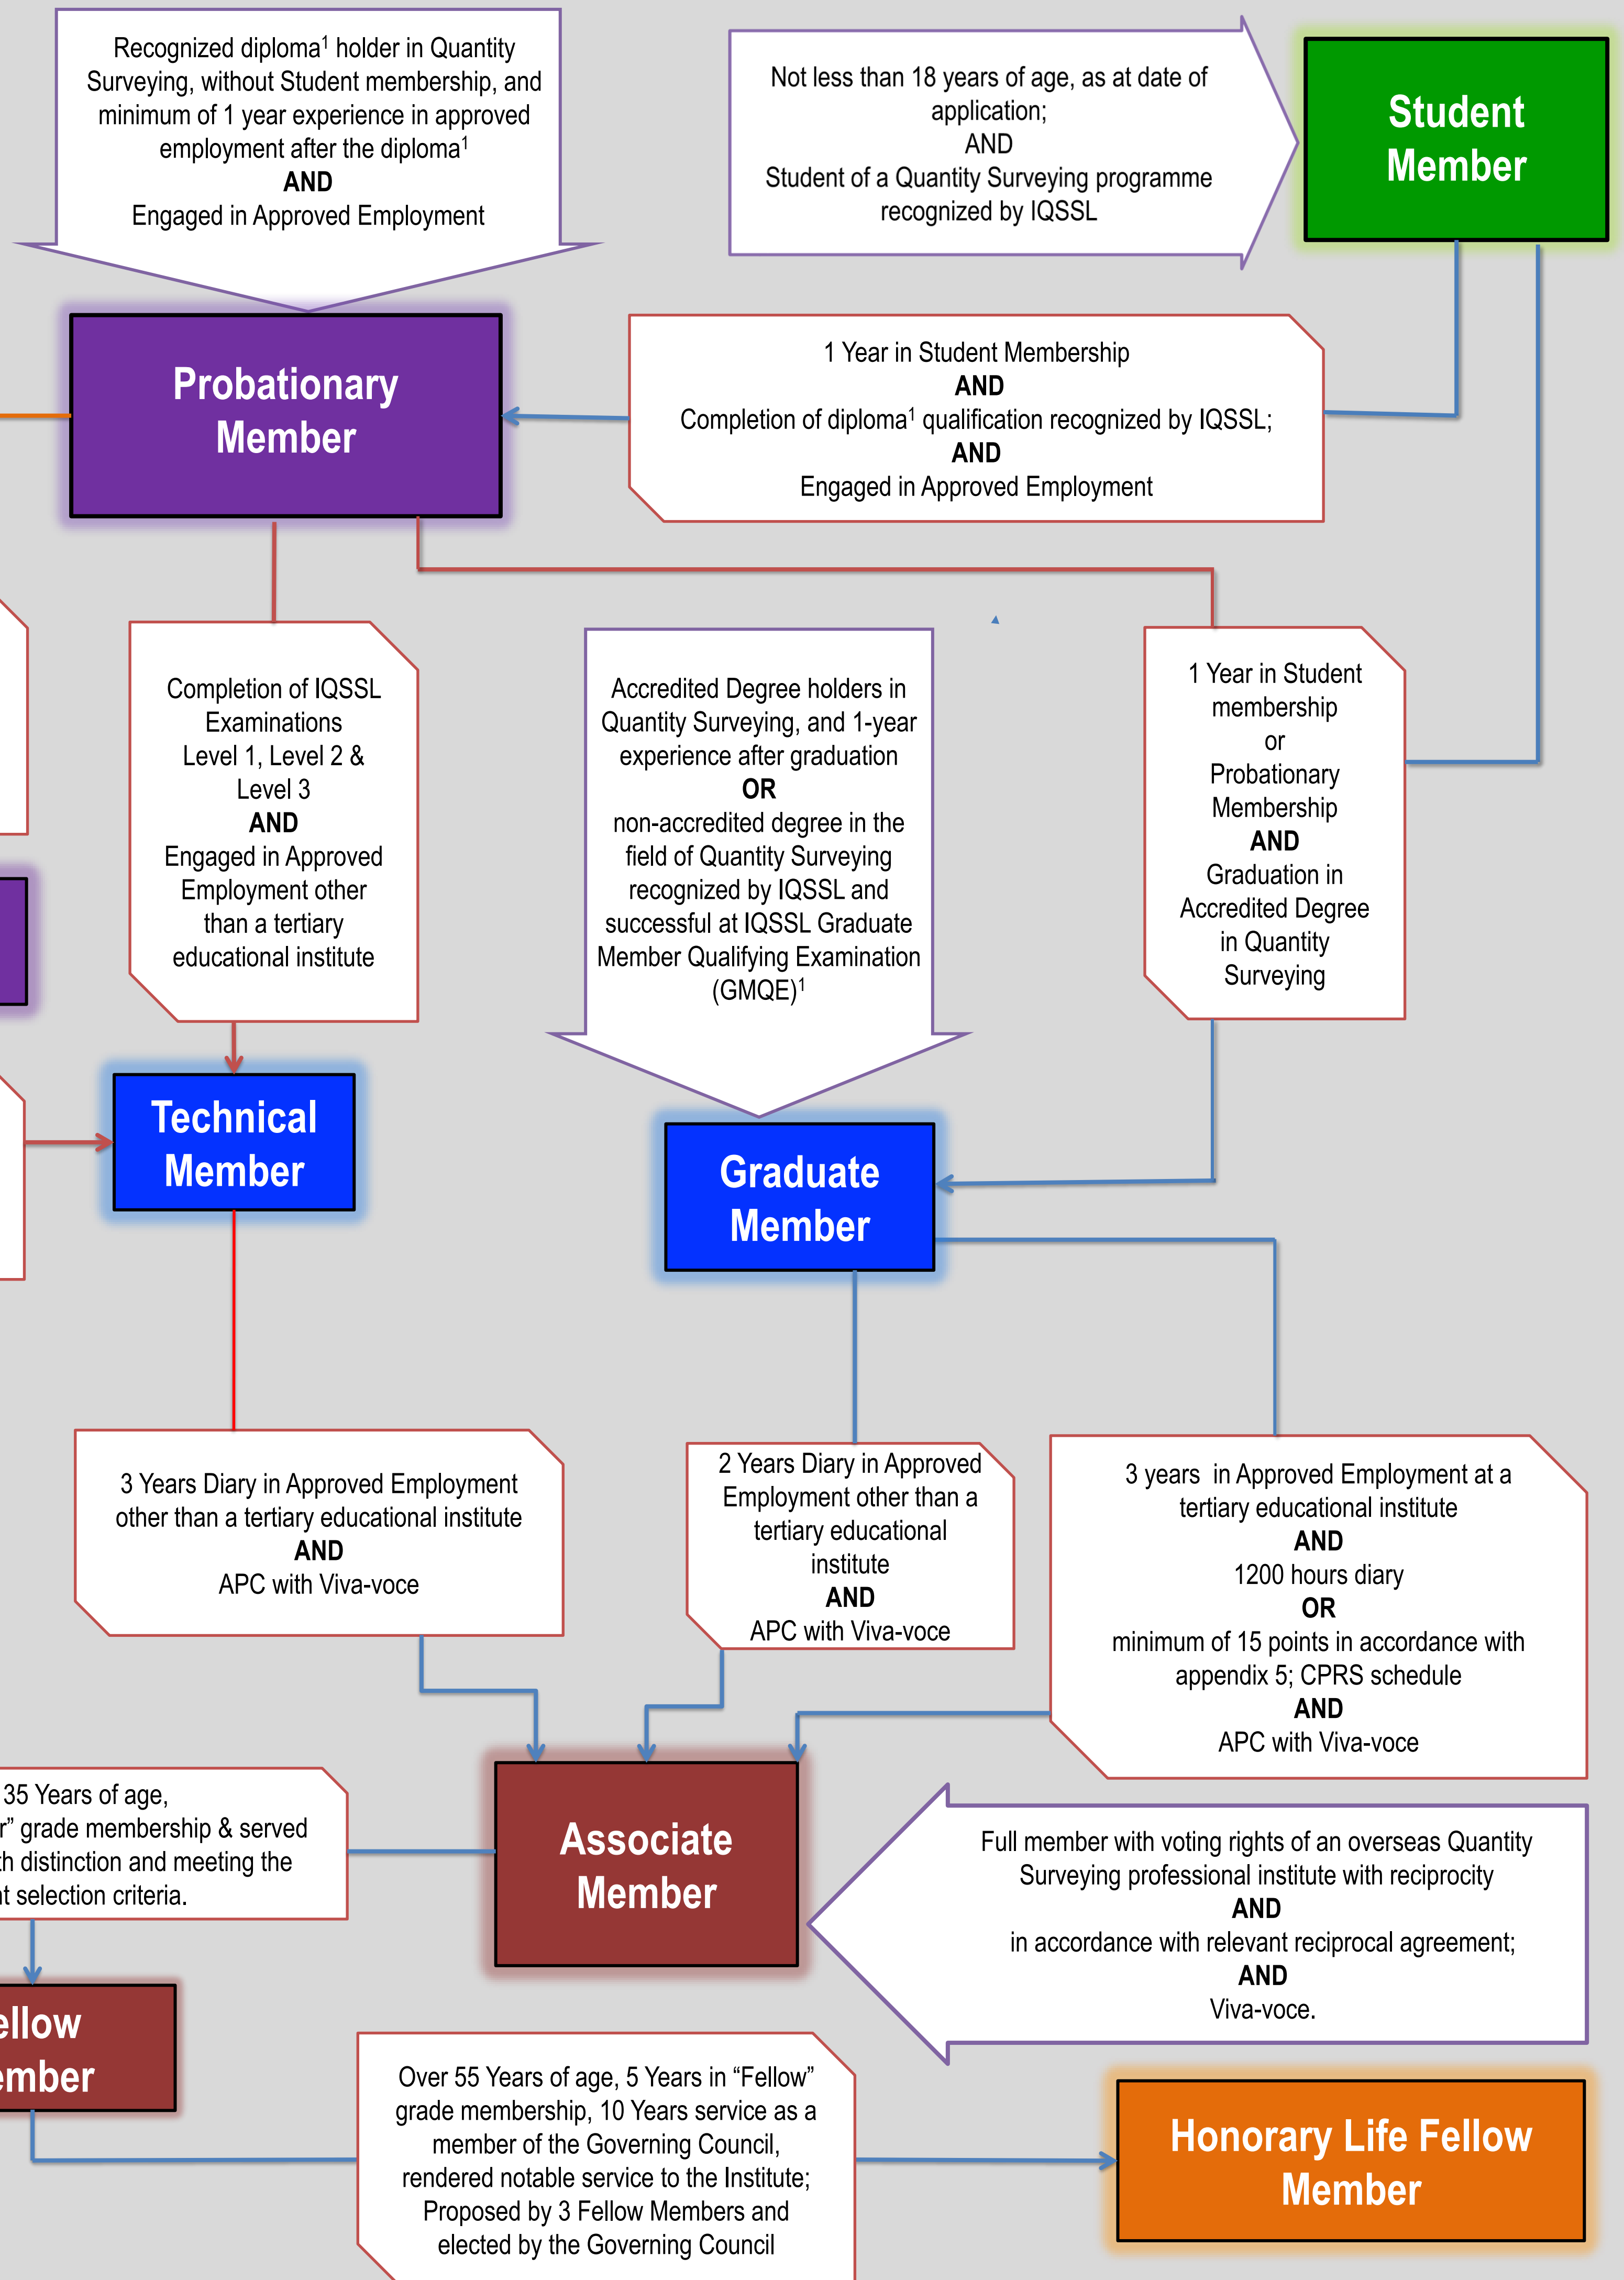 Recognized diploma¹ holder in Quantity
Surveying, without Student membership, and
minimum of 1 year experience in approved
employment after the diploma¹
AND
Engaged in Approved Employment
Not less than 18 years of age, as at date of
application;
AND
Student of a Quantity Surveying programme
recognized by IQSSL
Student
Member
Probationary
Member
1 Year in Student Membership
AND
Completion of diploma¹ qualification recognized by IQSSL;
AND
Engaged in Approved Employment
Completion of IQSSL
Examinations
Level 1, Level 2 &
Level 3
AND
Engaged in Approved
Employment other
than a tertiary
educational institute
Accredited Degree holders in
Quantity Surveying, and 1-year
experience after graduation
OR
non-accredited degree in the
field of Quantity Surveying
recognized by IQSSL and
successful at IQSSL Graduate
Member Qualifying Examination
(GMQE)¹
1 Year in Student
membership
or
Probationary
Membership
AND
Graduation in
Accredited Degree
in Quantity
Surveying
Technical
Member
Graduate
Member
3 Years Diary in Approved Employment
other than a tertiary educational institute
AND
APC with Viva-voce
2 Years Diary in Approved
Employment other than a
tertiary educational
institute
AND
APC with Viva-voce
3 years  in Approved Employment at a
tertiary educational institute
AND
1200 hours diary
OR
minimum of 15 points in accordance with
appendix 5; CPRS schedule
AND
APC with Viva-voce
35 Years of age,
r” grade membership & served
th distinction and meeting the
nt selection criteria.
Associate
Member
Full member with voting rights of an overseas Quantity
Surveying professional institute with reciprocity
AND
in accordance with relevant reciprocal agreement;
AND
Viva-voce.
ellow
ember
Over 55 Years of age, 5 Years in “Fellow”
grade membership, 10 Years service as a
member of the Governing Council,
rendered notable service to the Institute;
Proposed by 3 Fellow Members and
elected by the Governing Council
Honorary Life Fellow
Member